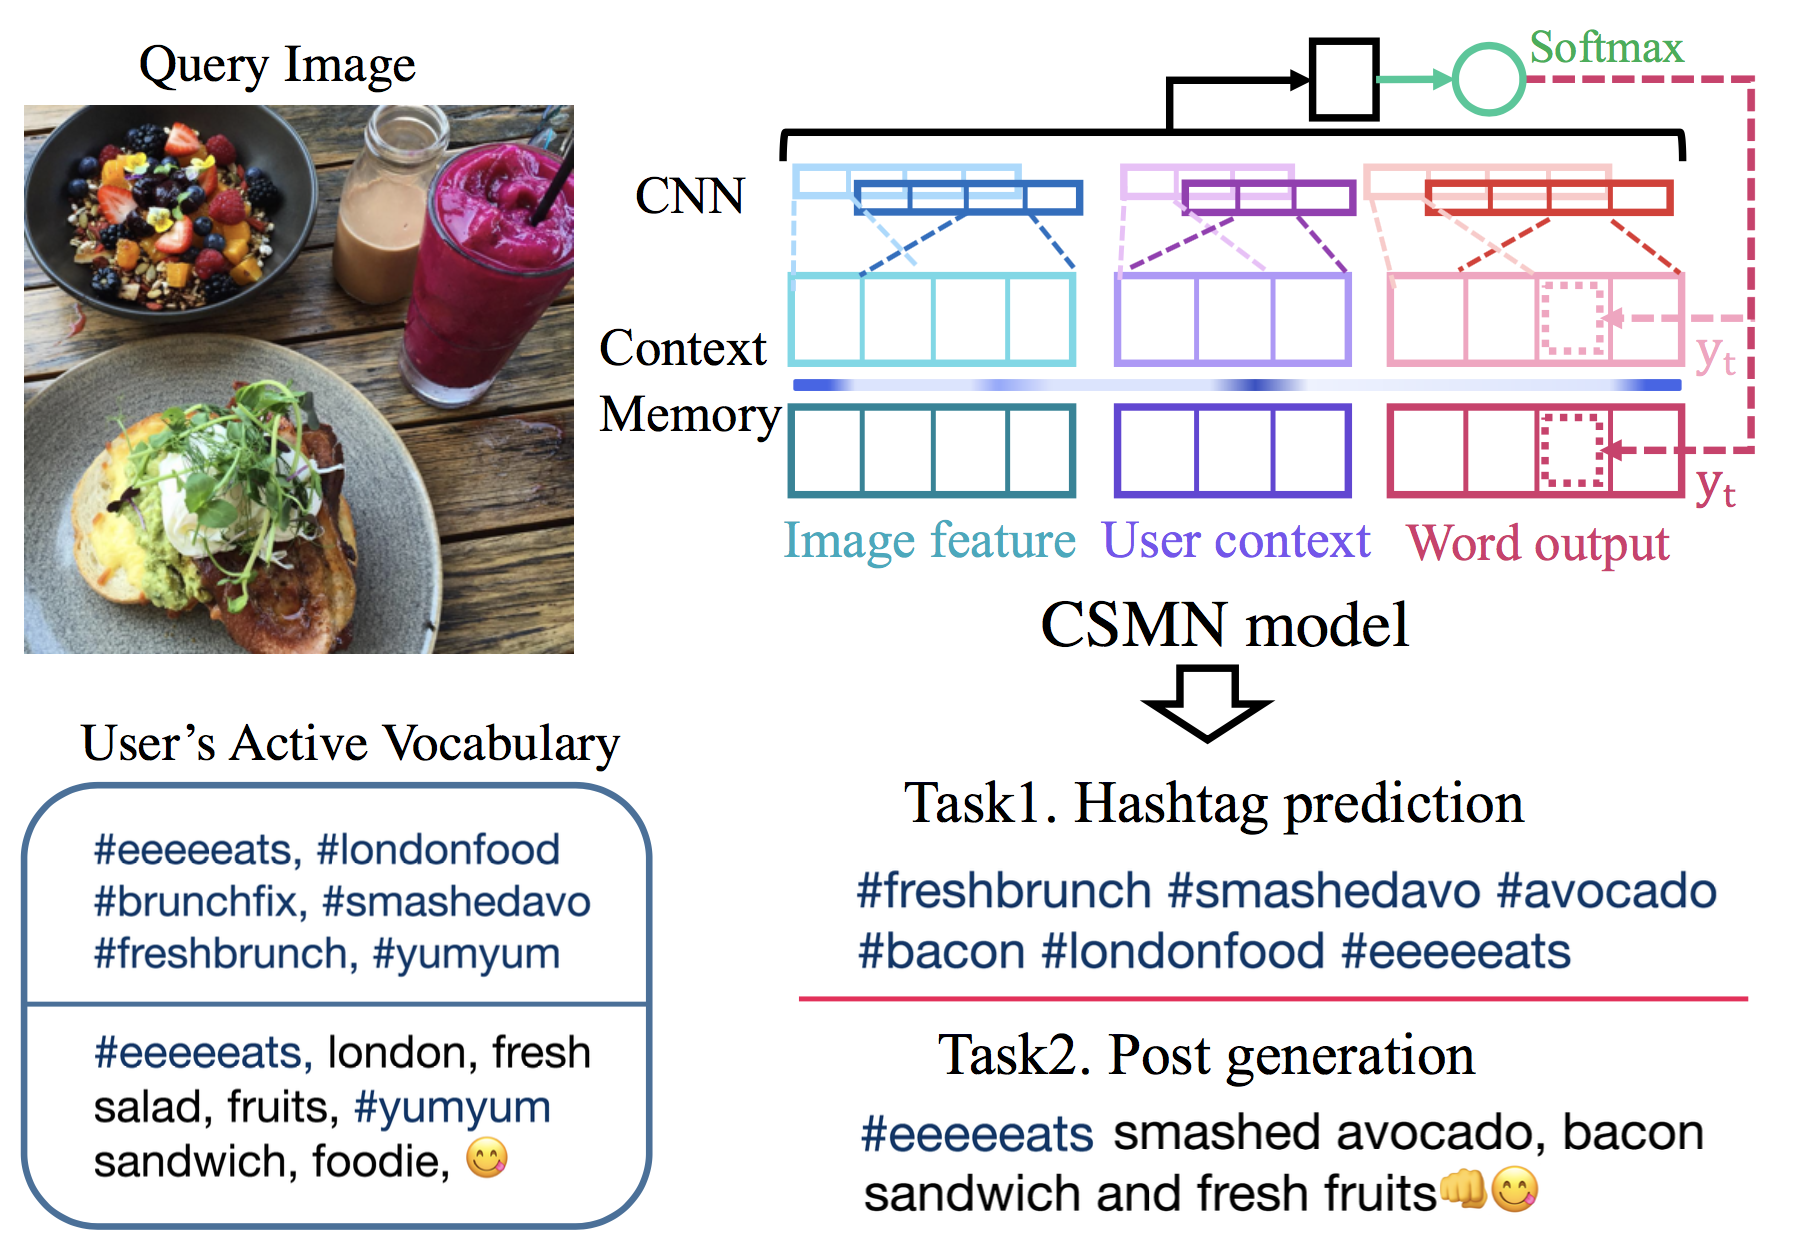 Query Image
User's Active Vocabulary
#eeeeeats, #londonfood
#brunchfix, #smashedavo
#freshbrunch, #yumyum
#eeeeeats, london, fresh
salad, fruits, #yumyum
sandwich, foodie, 😋
Softmax
CNN
Context
Memory
yt
yt
Image feature
User context
Word output
CSMN model
Task1. Hashtag prediction
#freshbrunch #smashedavo #avocado
#bacon #londonfood #eeeeeats
Task2. Post generation
#eeeeeats smashed avocado, bacon
sandwich and fresh fruits👊😋